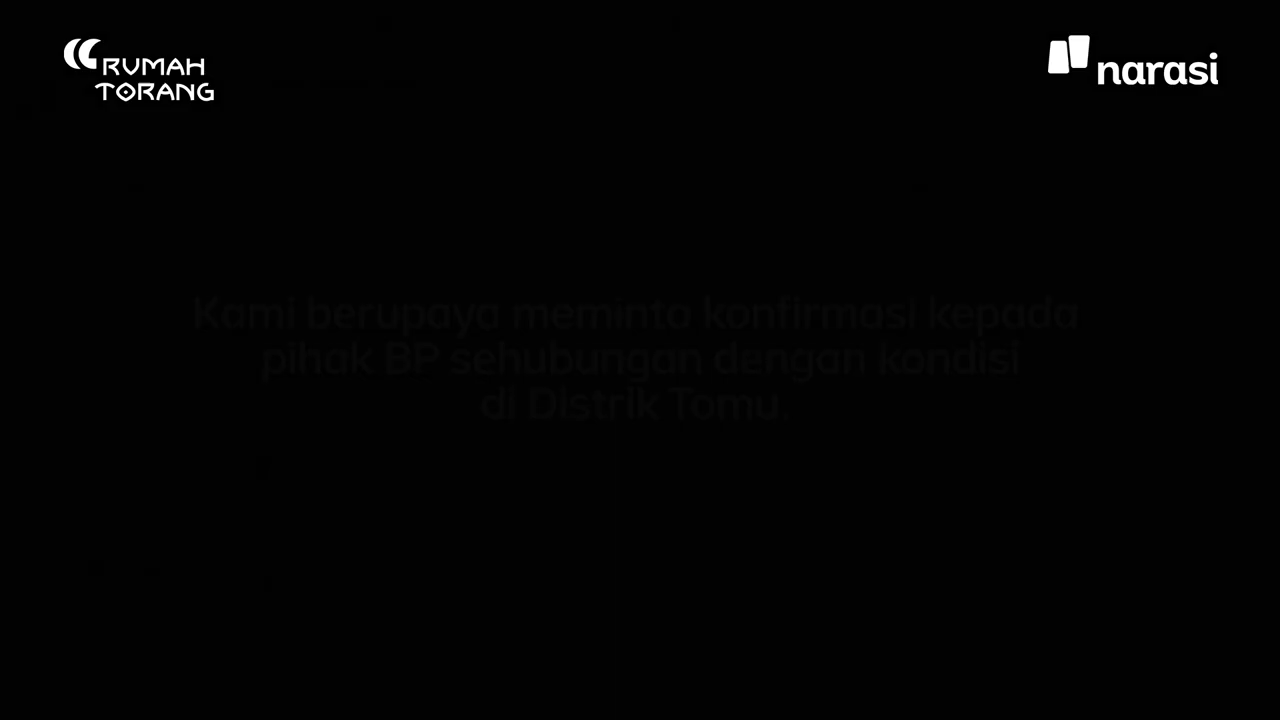 RUMAH
TORANG
narasi
Kami berupaya meminta konfirmasi kepada
pihak BP sehubungan dengan kondisi
di Distrik Tomu.